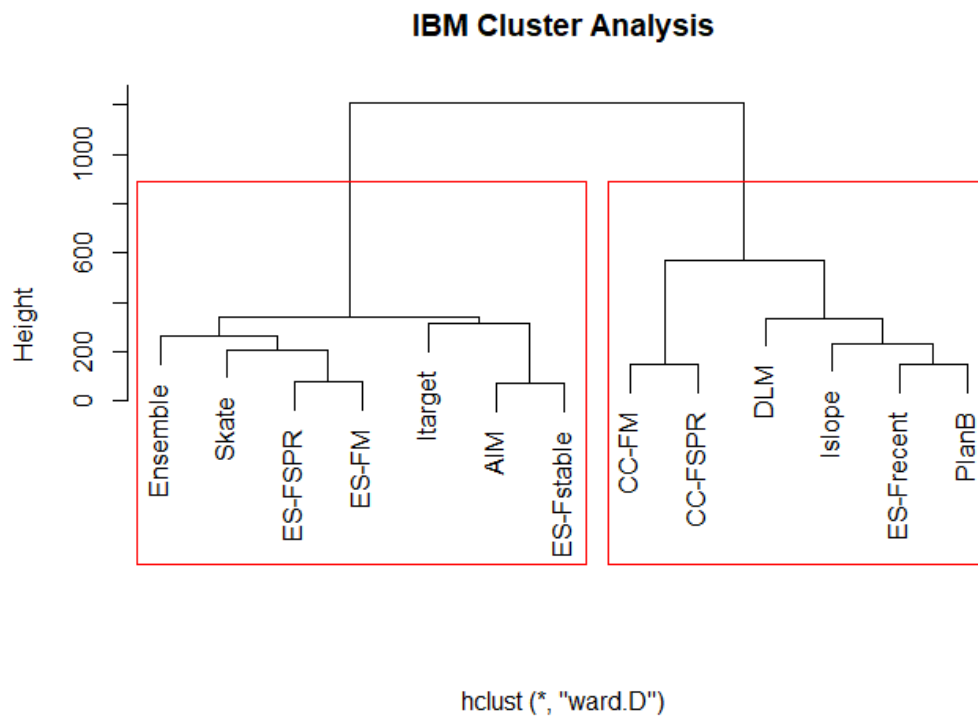 IBM Cluster Analysis
Height
1000
600
200
0
Ensemble
Skate
ES-FSPR
ES-FM
Itarget
AIM
ES-Fstable
CC-FM
CC-FSPR
DLM
Islope
ES-Frecent
PlanB
hclust (*, "ward.D")